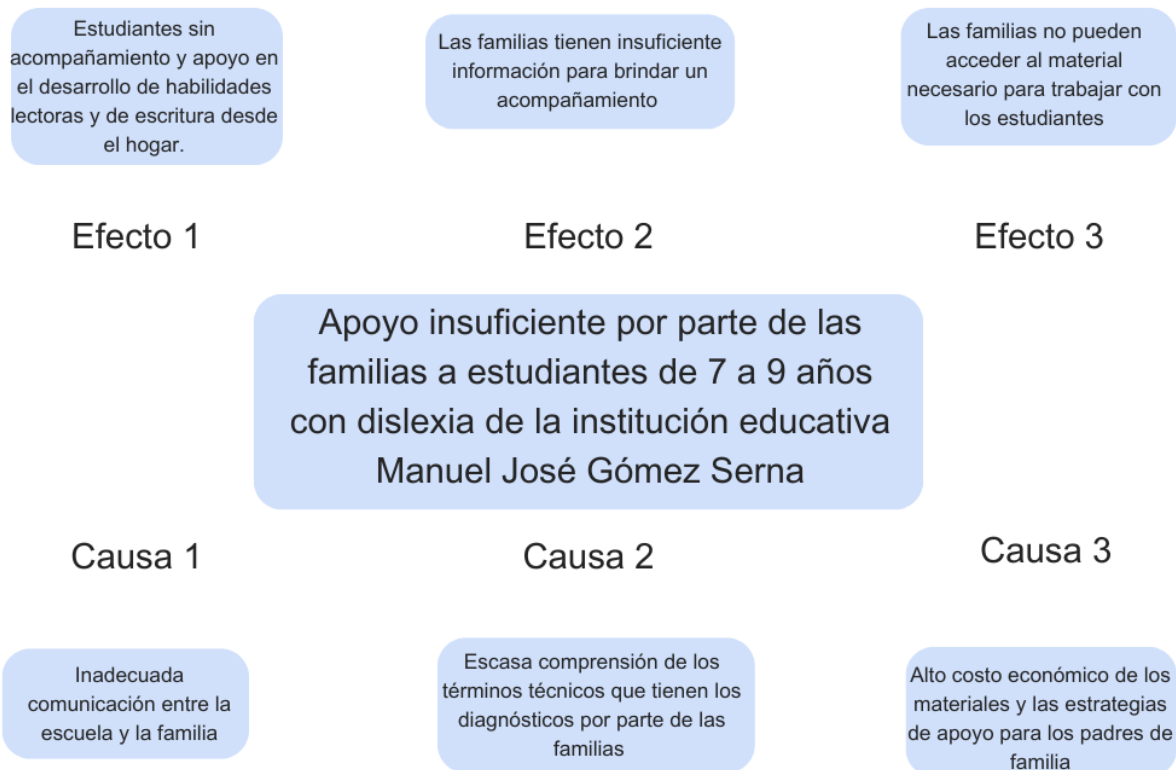 Estudiantes sin
acompañamiento y apoyo en
el desarrollo de habilidades
lectoras y de escritura desde
el hogar.
Las familias tienen insuficiente
información para brindar un
acompañamiento
Las familias no pueden
acceder al material
necesario para trabajar con
los estudiantes
Efecto 1
Efecto 2
Efecto 3
Apoyo insuficiente por parte de las
familias a estudiantes de 7 a 9 años
con dislexia de la institución educativa
Manuel José Gómez Serna
Causa 1
Causa 2
Causa 3
Inadecuada
comunicación entre la
escuela y la familia
Escasa comprensión de los
términos técnicos que tienen los
diagnósticos por parte de las
familias
Alto costo económico de los
materiales y las estrategias
de apoyo para los padres de
familia